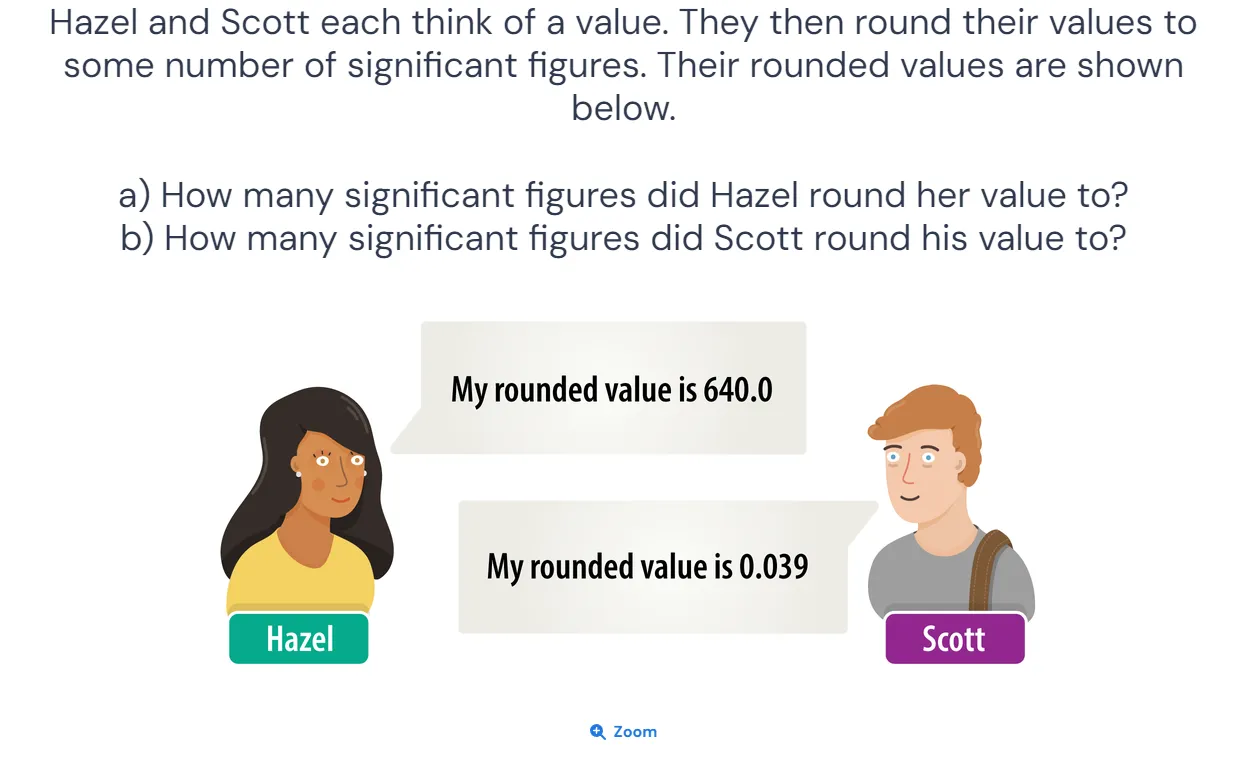 Hazel and Scott each think of a value. They then round their values to
some number of significant figures. Their rounded values are shown
below.
a) How many significant figures did Hazel round her value to?
b) How many significant figures did Scott round his value to?
My rounded value is 640.0
My rounded value is 0.039
Hazel
Scott
Zoom